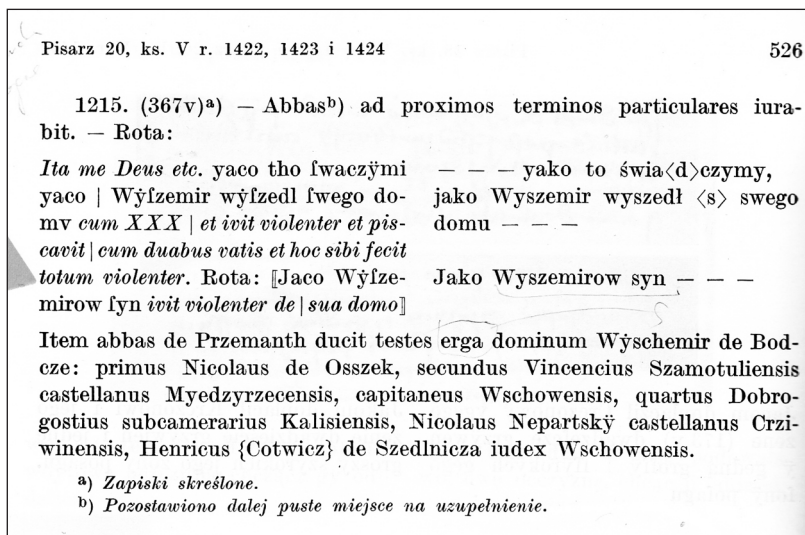 Pisarz 20, ks. V r. 1422, 1423 i 1424 526
1215. (367v)ᵃ) — Abbasᵇ) ad proximos terminos particulares iura-
bit. — Rota:
Ita me Deus etc. yaco tho ſwaczÿmi
yaco | Wẏſzemir wẏſzedl ſwego do-
mv cum XXX | et ivit violenter et pis-
cavit | cum duabus vatis et hoc sibi fecit
totum violenter. Rota: ⟦Jaco Wẏſze-
mirow ſyn ivit violenter de | sua domo⟧
— — — yako to świa⟨d⟩czymy,
jako Wyszemir wyszedł ⟨s⟩ swego
domu — — —
Jako Wyszemirow syn — — —
Item abbas de Przemanth ducit testes erga dominum Wẏschemir de Bod-
cze: primus Nicolaus de Osszek, secundus Vincencius Szamotuliensis
castellanus Myedzyrzecensis, capitaneus Wschowensis, quartus Dobro-
gostius subcamerarius Kalisiensis, Nicolaus Nepartskÿ castellanus Crzi-
winensis, Henricus {Cotwicz} de Szedlnicza iudex Wschowensis.
ᵃ) Zapiski skreślone.
ᵇ) Pozostawiono dalej puste miejsce na uzupełnienie.